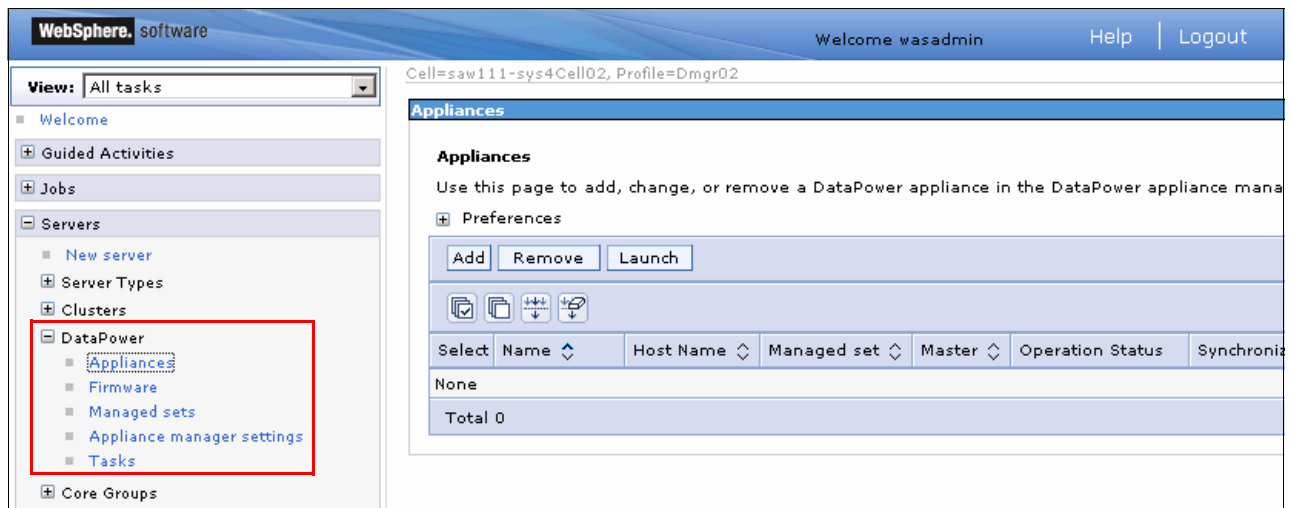 WebSphere. software
Welcome wasadmin
Help
Logout
View: All tasks
Welcome
Guided Activities
Jobs
Servers
New server
Server Types
Clusters
DataPower
Appliances
Firmware
Managed sets
Appliance manager settings
Tasks
Core Groups
Cell=saw111-sys4Cell02, Profile=Dmgr02
Appliances
Appliances
Use this page to add, change, or remove a DataPower appliance in the DataPower appliance mana
Preferences
Add Remove Launch
Select Name Host Name Managed set Master Operation Status Synchroniz
None
Total 0